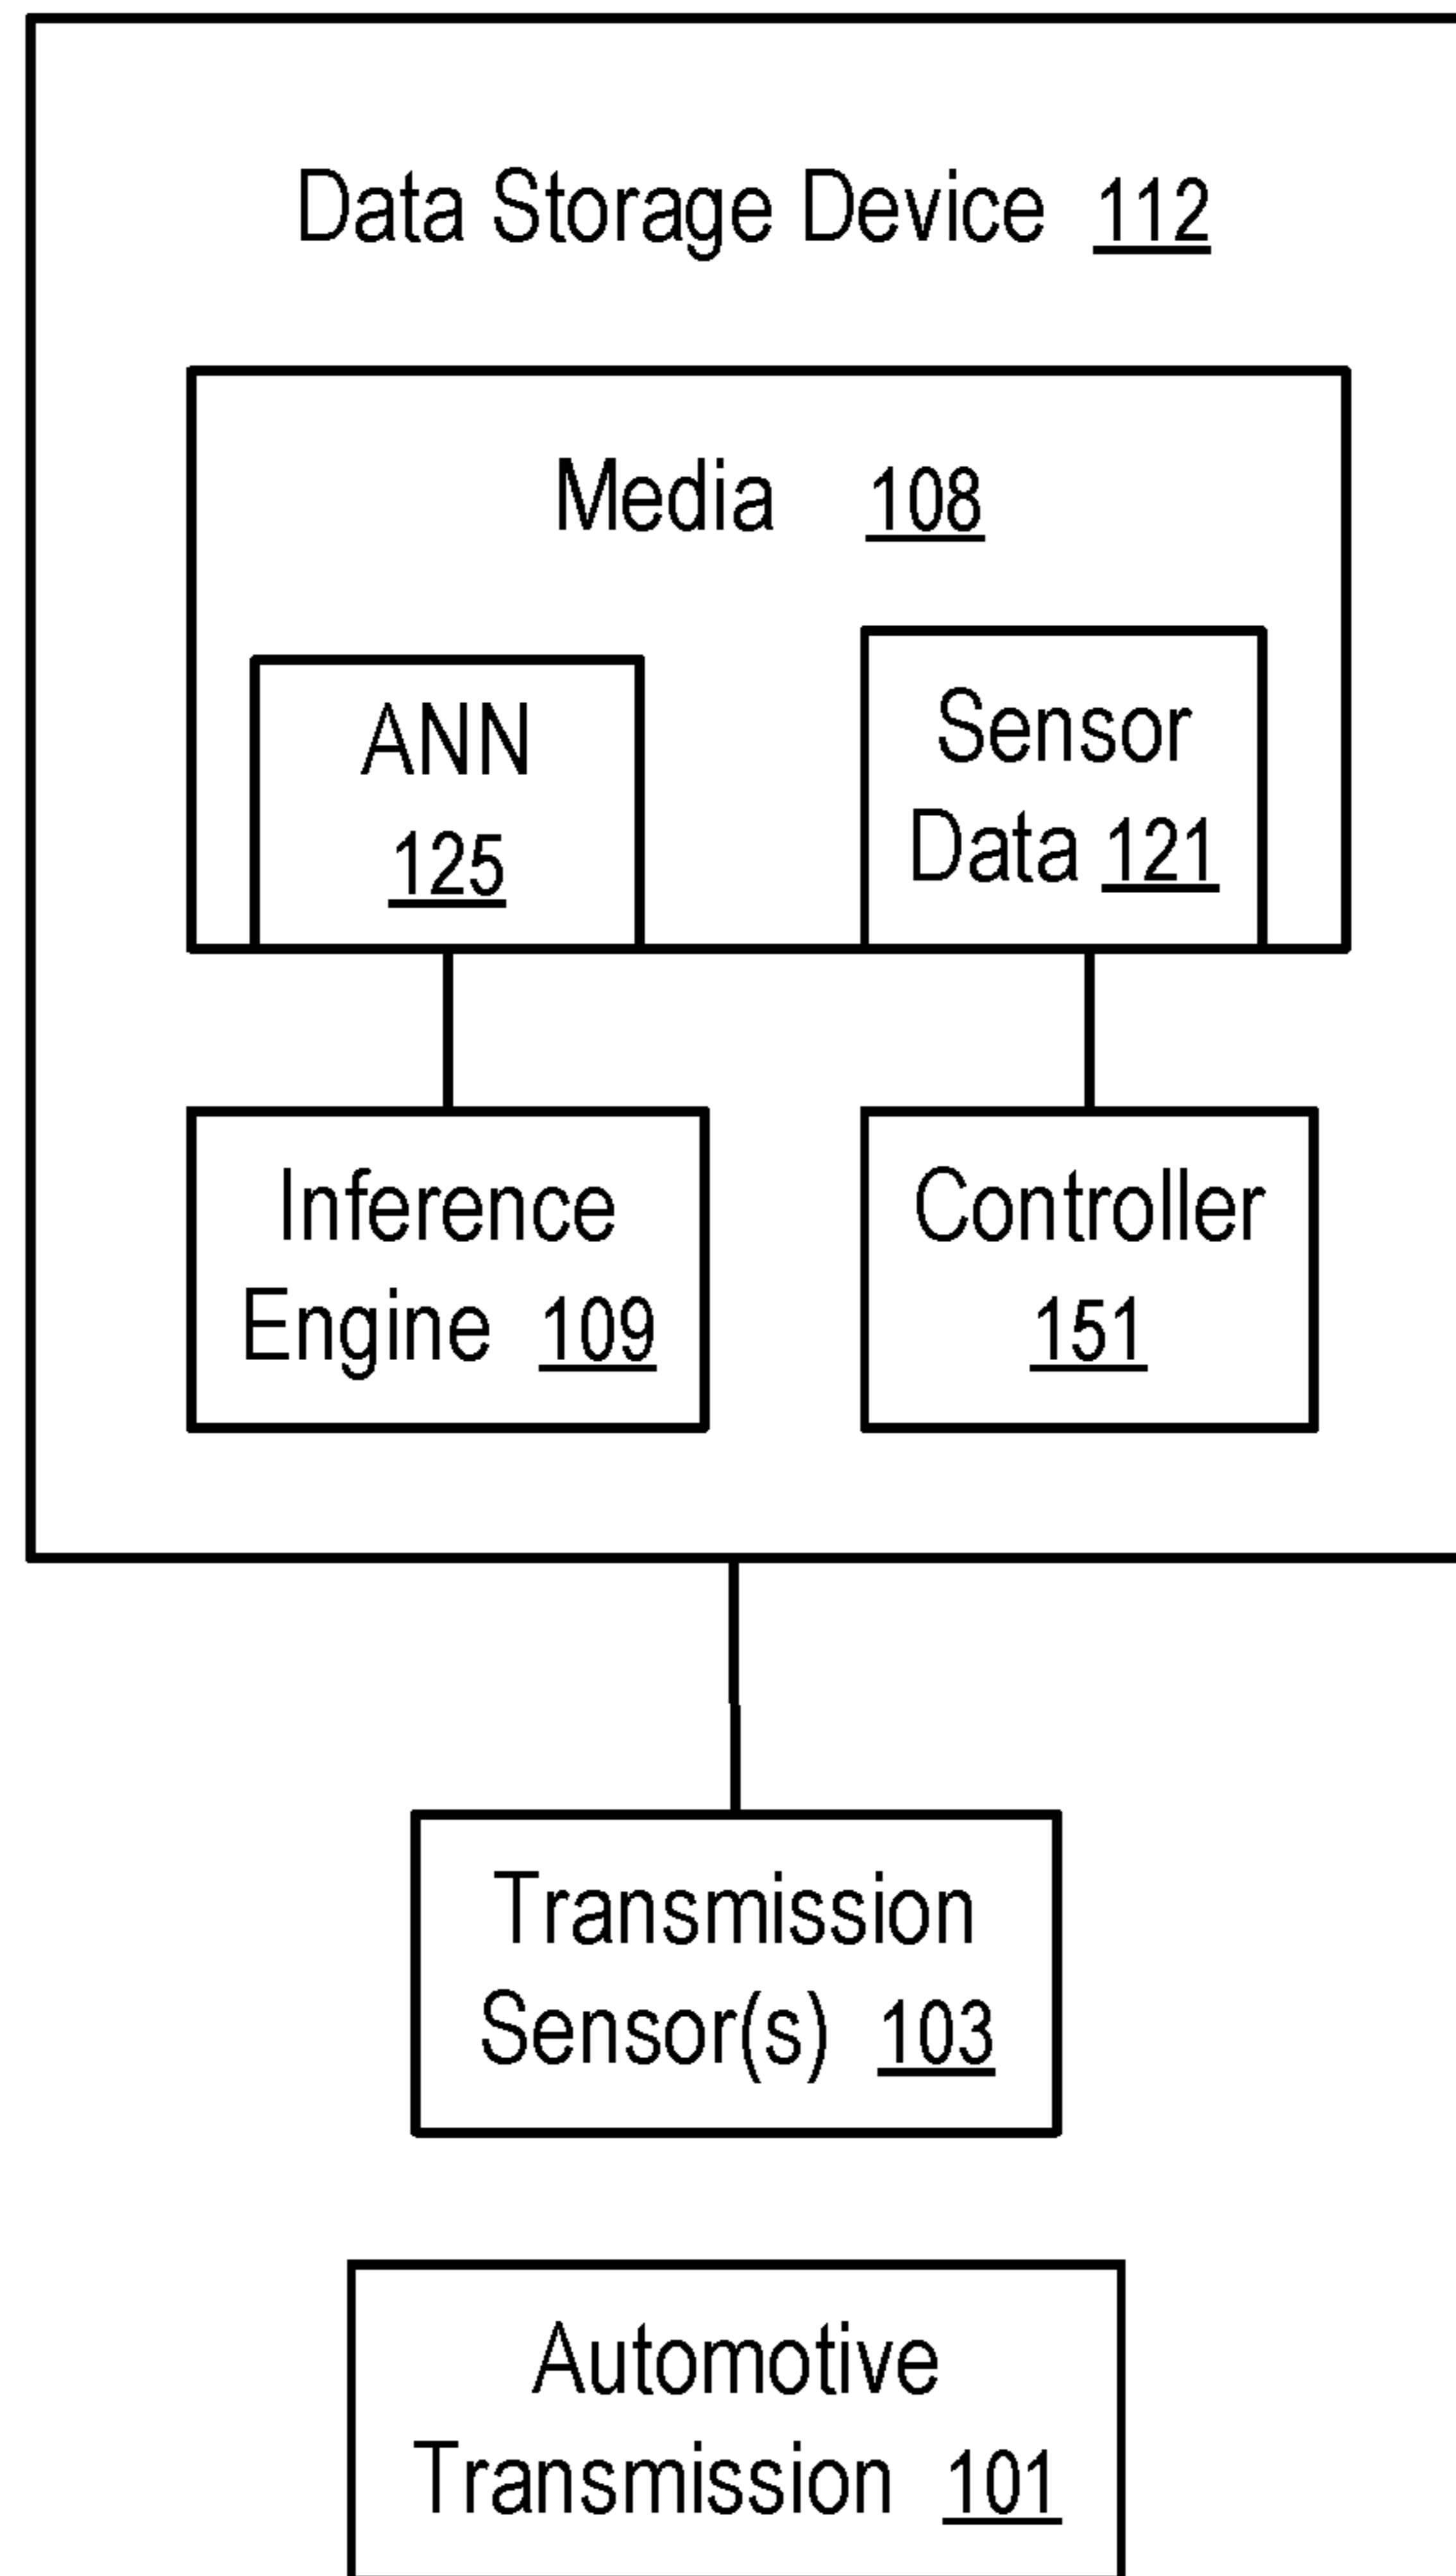 Data Storage Device 112
Media 108
ANN
125
Sensor
Data 121
Inference
Engine 109
Controller
151
Transmission
Sensor(s) 103
Automotive
Transmission 101